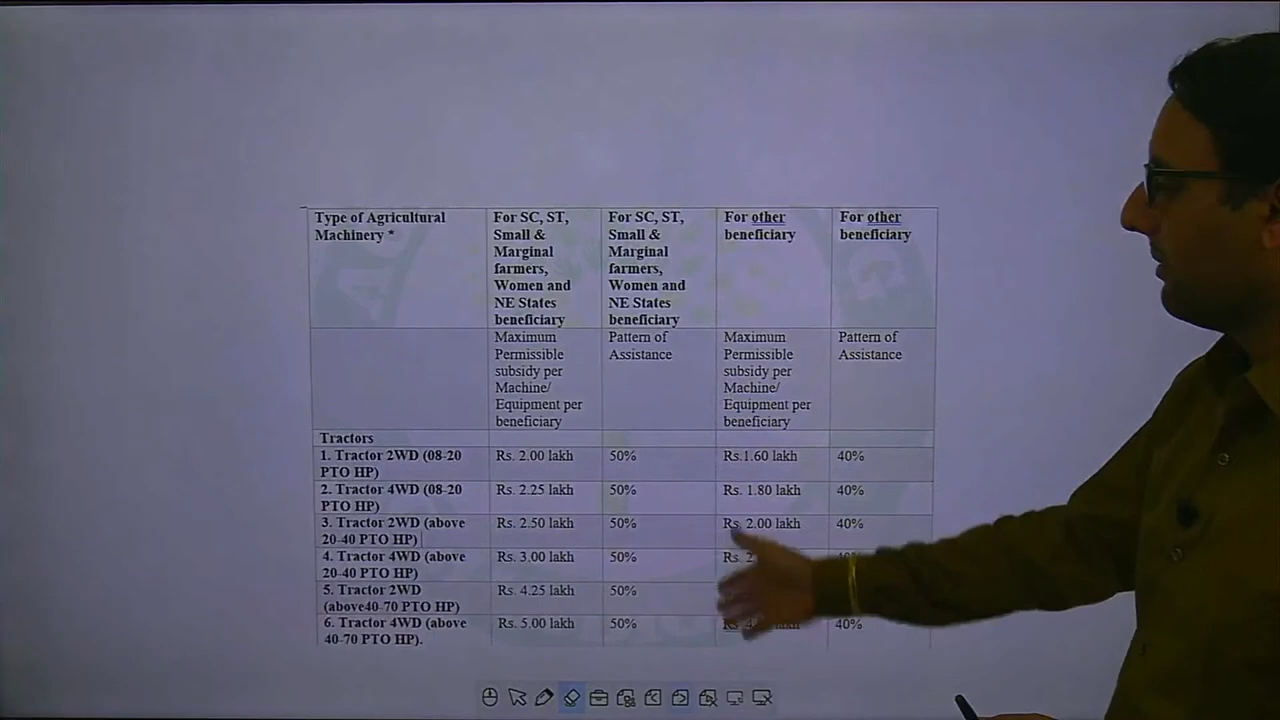 Type of Agricultural
Machinery *
For SC, ST,
Small &
Marginal
farmers,
Women and
NE States
beneficiary
For SC, ST,
Small &
Marginal
farmers,
Women and
NE States
beneficiary
For other
beneficiary
For other
beneficiary
Maximum
Permissible
subsidy per
Machine/
Equipment per
beneficiary
Pattern of
Assistance
Maximum
Permissible
subsidy per
Machine/
Equipment per
beneficiary
Pattern of
Assistance
Tractors
1. Tractor 2WD (08-20
PTO HP)
Rs. 2.00 lakh
50%
Rs.1.60 lakh
40%
2. Tractor 4WD (08-20
PTO HP)
Rs. 2.25 lakh
50%
Rs. 1.80 lakh
40%
3. Tractor 2WD (above
20-40 PTO HP)
Rs. 2.50 lakh
50%
Rs. 2.00 lakh
40%
4. Tractor 4WD (above
20-40 PTO HP)
Rs. 3.00 lakh
50%
Rs.
5. Tractor 2WD
(above40-70 PTO HP)
Rs. 4.25 lakh
50%
6. Tractor 4WD (above
40-70 PTO HP).
Rs. 5.00 lakh
50%
Rs.
40%